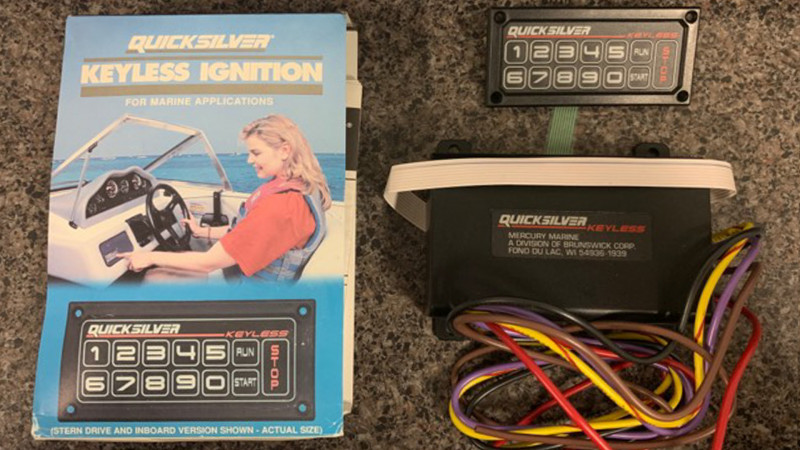 QUICKSILVER®
KEYLESS IGNITION
FOR MARINE APPLICATIONS
QUICKSILVER
KEYLESS
1 2 3 4 5 RUN
6 7 8 9 0 START
STOP
(STERN DRIVE AND INBOARD VERSION SHOWN - ACTUAL SIZE)
QUICKSILVER
KEYLESS
1 2 3 4 5 RUN
6 7 8 9 0 START
STOP
QUICKSILVER
KEYLESS
MERCURY MARINE
A DIVISION OF BRUNSWICK CORP.
FOND DU LAC, WI 54936-1939